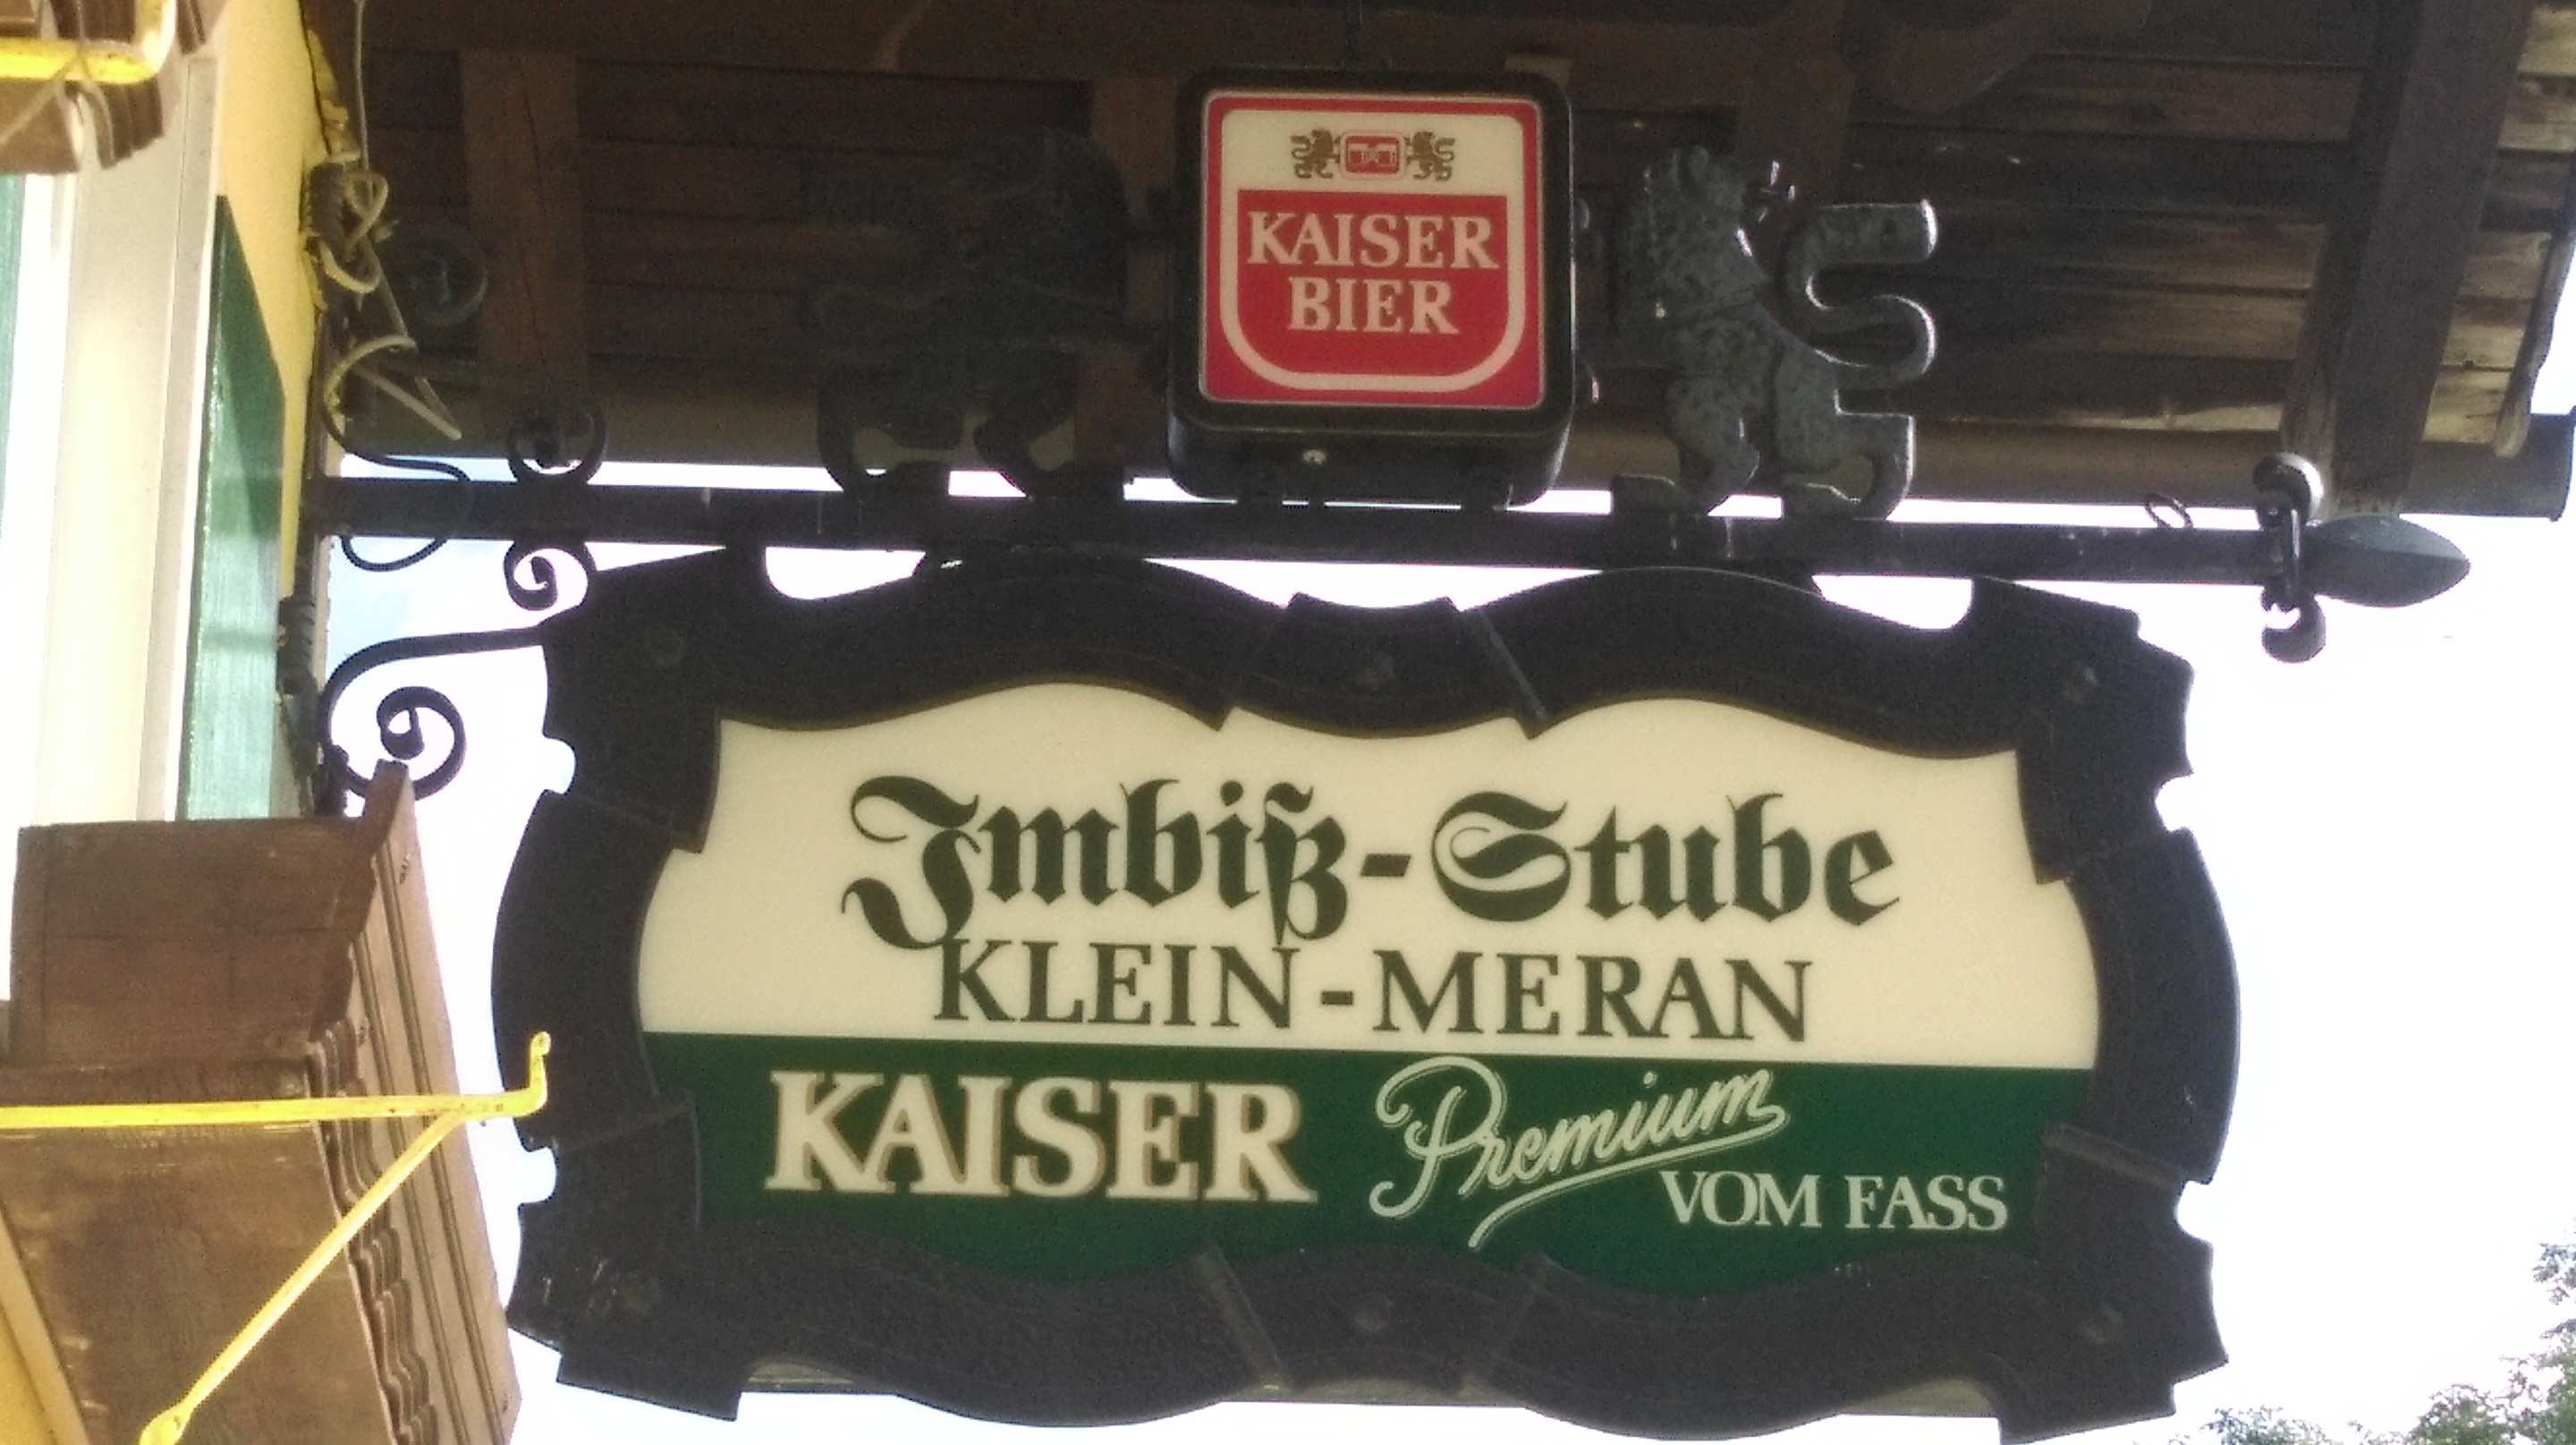 KAISER
BIER
Imbiß-Stube
KLEIN-MERAN
KAISER Premium
VOM FASS